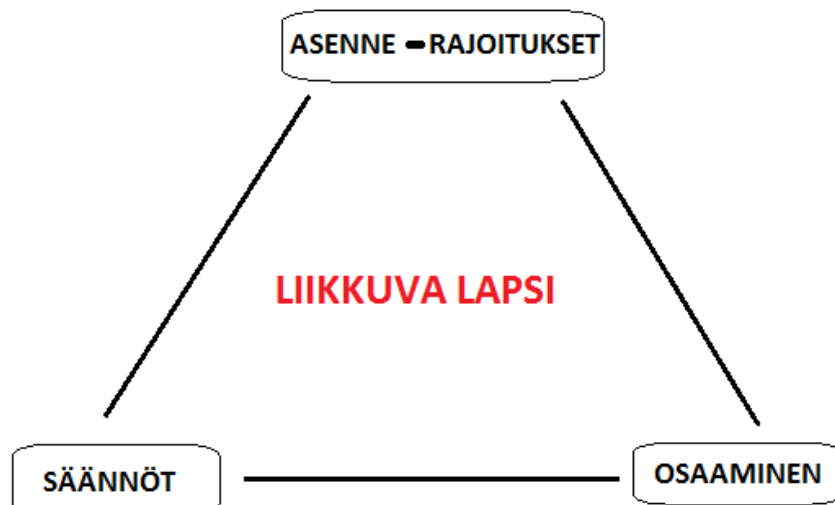 ASENNE – RAJOITUKSET
LIIKKUVA LAPSI
SÄÄNNÖT
OSAAMINEN